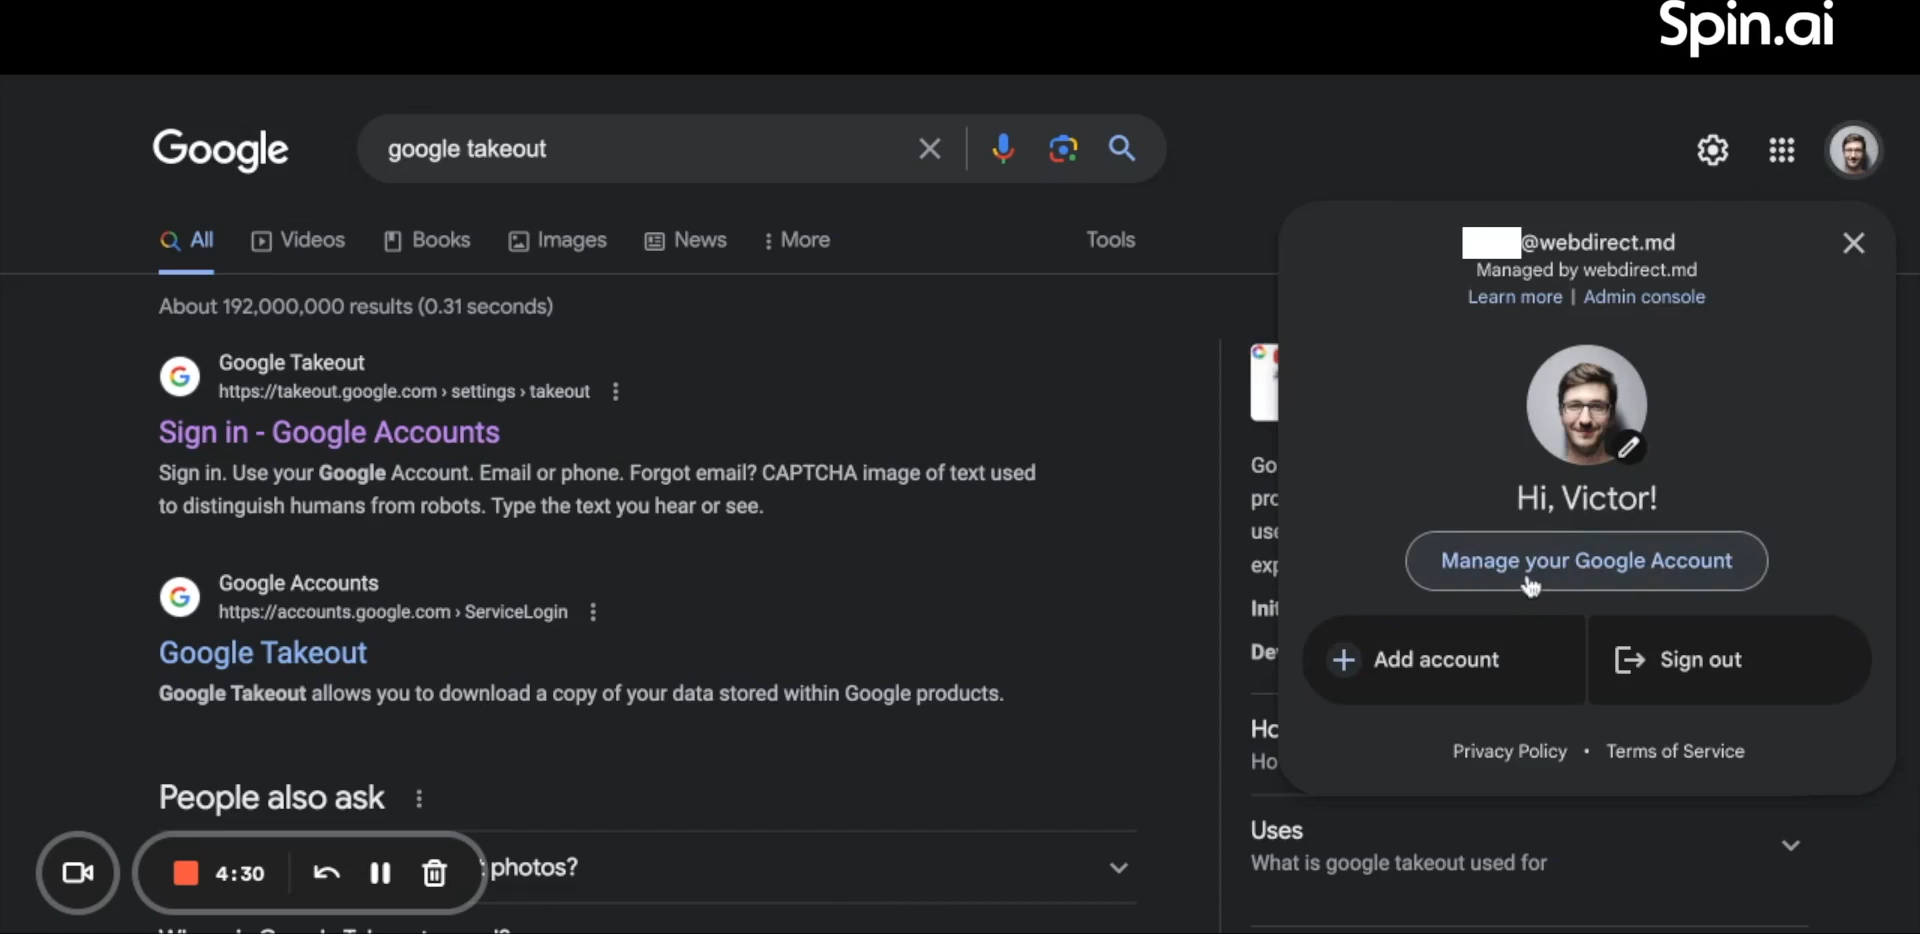 Spin.ai
Google
google takeout
All
Videos
Books
Images
News
More
Tools
About 192,000,000 results (0.31 seconds)
Google Takeout
https://takeout.google.com › settings › takeout
Sign in - Google Accounts
Sign in. Use your Google Account. Email or phone. Forgot email? CAPTCHA image of text used
to distinguish humans from robots. Type the text you hear or see.
Google Accounts
https://accounts.google.com › ServiceLogin
Google Takeout
Google Takeout allows you to download a copy of your data stored within Google products.
People also ask
photos?
4:30
@webdirect.md
Managed by webdirect.md
Learn more | Admin console
Hi, Victor!
Manage your Google Account
Add account
Sign out
Privacy Policy • Terms of Service
Uses
What is google takeout used for